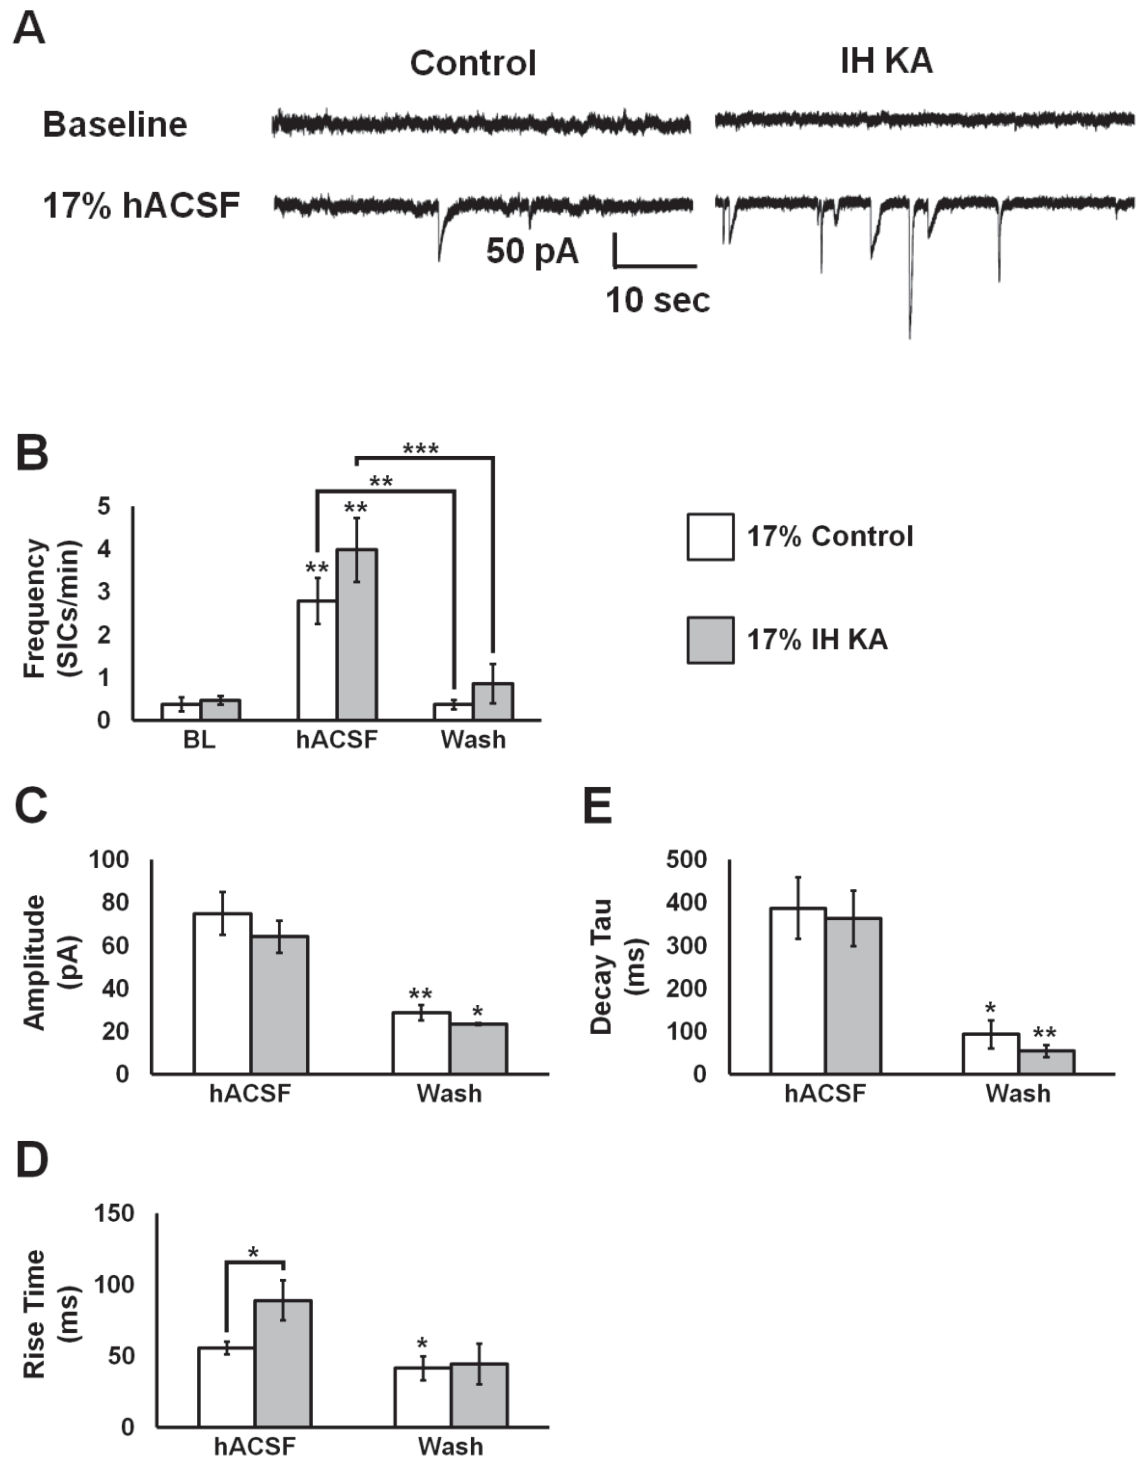 A
Control
IH KA
Baseline
17% hACSF
50 pA
10 sec
B
***
**
**
**
5
4
3
2
1
0
Frequency
(SICs/min)
BL
hACSF
Wash
17% Control
17% IH KA
C
100
80
60
40
20
0
Amplitude
(pA)
**
*
hACSF
Wash
E
500
400
300
200
100
0
Decay Tau
(ms)
*
**
hACSF
Wash
D
150
100
50
0
Rise Time
(ms)
*
*
hACSF
Wash